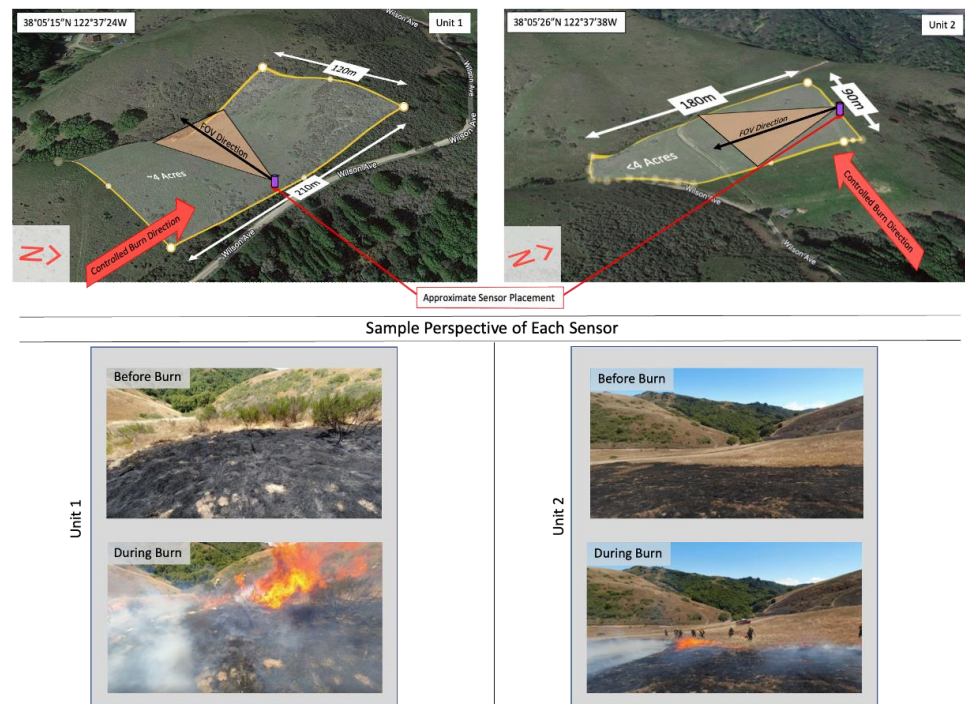 38°05'15"N 122°37'24W
Unit 1
120m
Wilson Ave
Wilson Ave
Wilson Ave
FOV Direction
~4 Acres
210m
Wilson Ave
Wilson Ave
Controlled Burn Direction
N
38°05'26"N 122°37'38W
Unit 2
180m
90m
FOV Direction
<4 Acres
Wilson Ave
Wilson Ave
Controlled Burn Direction
N
Approximate Sensor Placement
Sample Perspective of Each Sensor
Unit 1
Before Burn
During Burn
Unit 2
Before Burn
During Burn